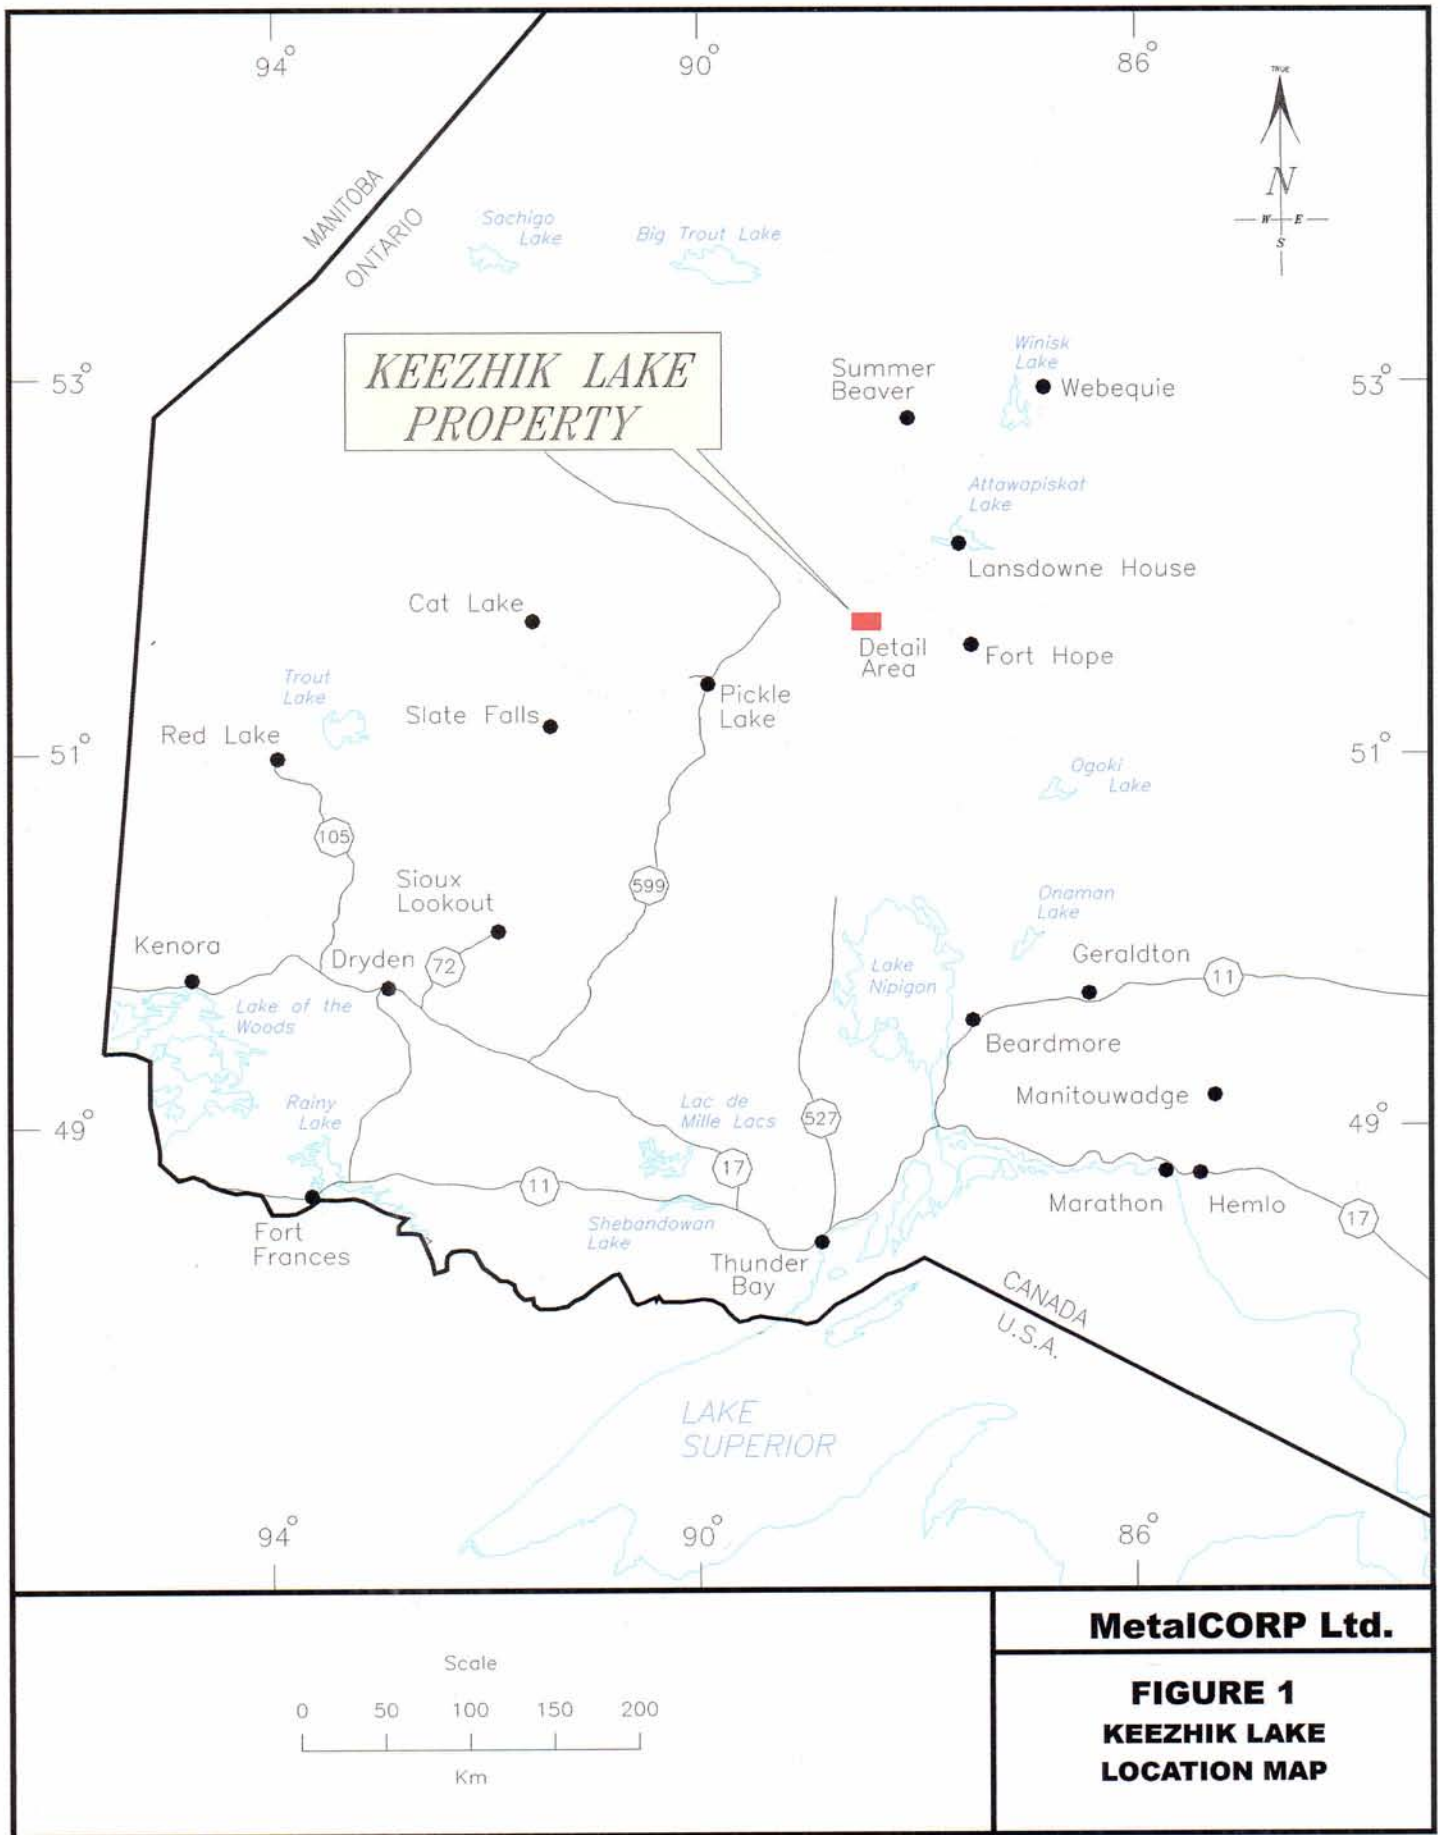 94°
90°
86°
TRUE
N
W E
S
MANITOBA
ONTARIO
Sachigo
Lake
Big Trout Lake
KEEZHIK LAKE
PROPERTY
Summer
Beaver
Winisk
Lake
Webequie
53°
53°
Attawapiskat
Lake
Lansdowne House
Cat Lake
Detail
Area
Fort Hope
Trout
Lake
Pickle
Lake
Slate Falls
Red Lake
51°
51°
Ogoki
Lake
105
599
Sioux
Lookout
Onaman
Lake
Kenora
Dryden
72
Lake
Nipigon
Geraldton
11
Lake of the
Woods
Beardmore
Manitouwadge
Rainy
Lake
Lac de
Mille Lacs
527
49°
49°
17
11
Marathon
Hemlo
17
Fort
Frances
Shebandowan
Lake
Thunder
Bay
CANADA
U.S.A.
LAKE
SUPERIOR
94°
90°
86°
Scale
0 50 100 150 200
Km
MetalCORP Ltd.
FIGURE 1
KEEZHIK LAKE
LOCATION MAP